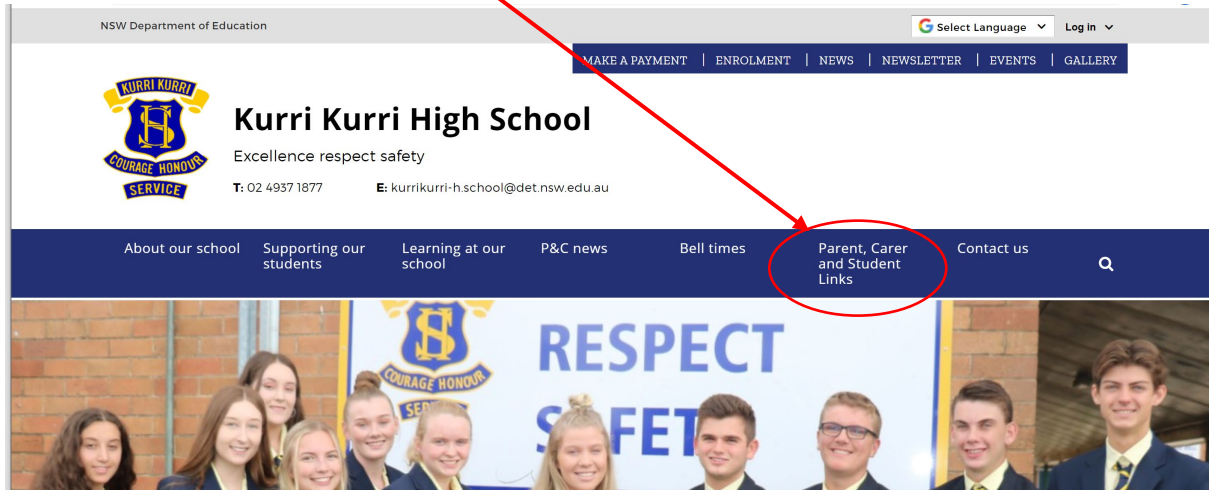 NSW Department of Education
Select Language
Log in
MAKE A PAYMENT | ENROLMENT | NEWS | NEWSLETTER | EVENTS | GALLERY
KURRI KURRI
HS
COURAGE HONOUR
SERVICE
Kurri Kurri High School
Excellence respect safety
T: 02 4937 1877 E: kurrikurri-h.school@det.nsw.edu.au
About our school
Supporting our
students
Learning at our
school
P&C news
Bell times
Parent, Carer
and Student
Links
Contact us
HS
COURAGE HONOUR
RESPECT